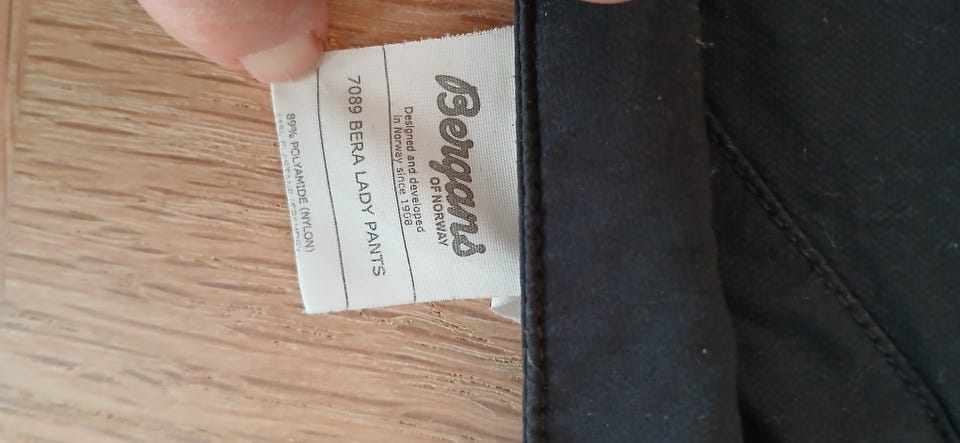 Bergans
OF NORWAY
Designed and developed
in Norway since 1908
7089 BERA LADY PANTS
89% POLYAMIDE (NYLON)